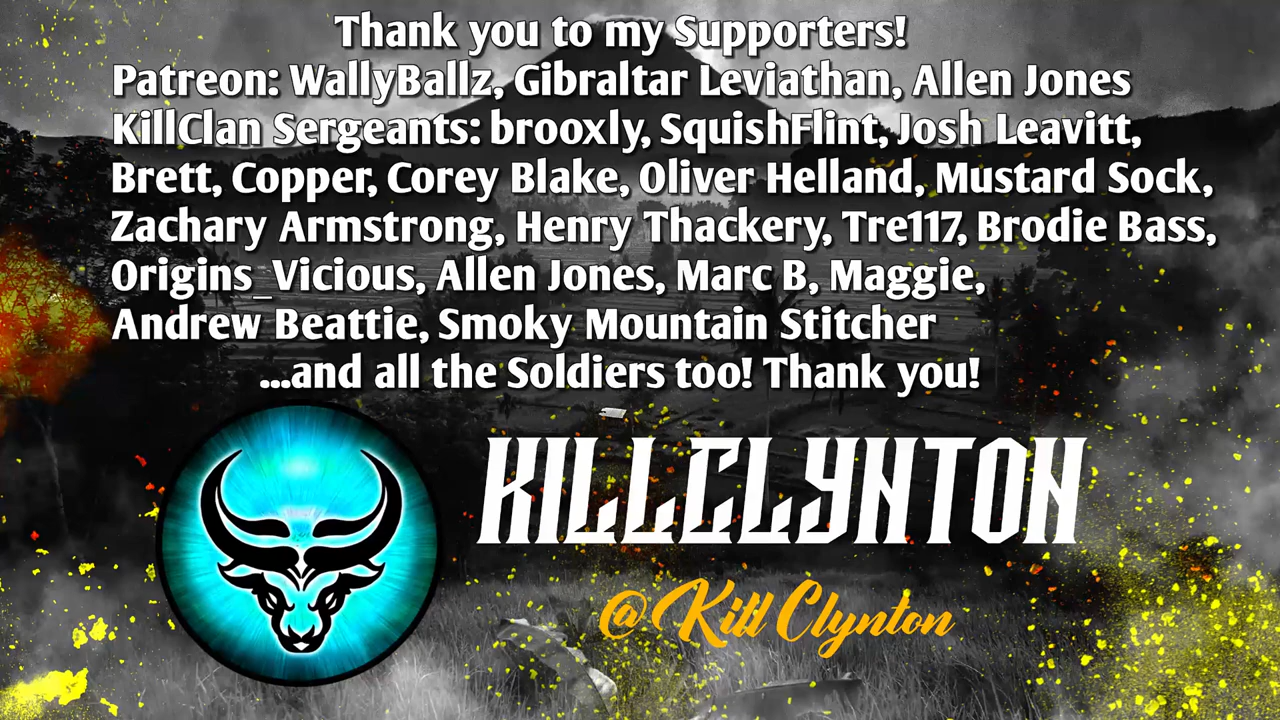 Thank you to my Supporters!
Patreon: WallyBallz, Gibraltar Leviathan, Allen Jones
KillClan Sergeants: brooxly, SquishFlint, Josh Leavitt,
Brett, Copper, Corey Blake, Oliver Helland, Mustard Sock,
Zachary Armstrong, Henry Thackery, Tre117, Brodie Bass,
Origins_Vicious, Allen Jones, Marc B, Maggie,
Andrew Beattie, Smoky Mountain Stitcher
...and all the Soldiers too! Thank you!
KILLCLYNTON
@KillClynton